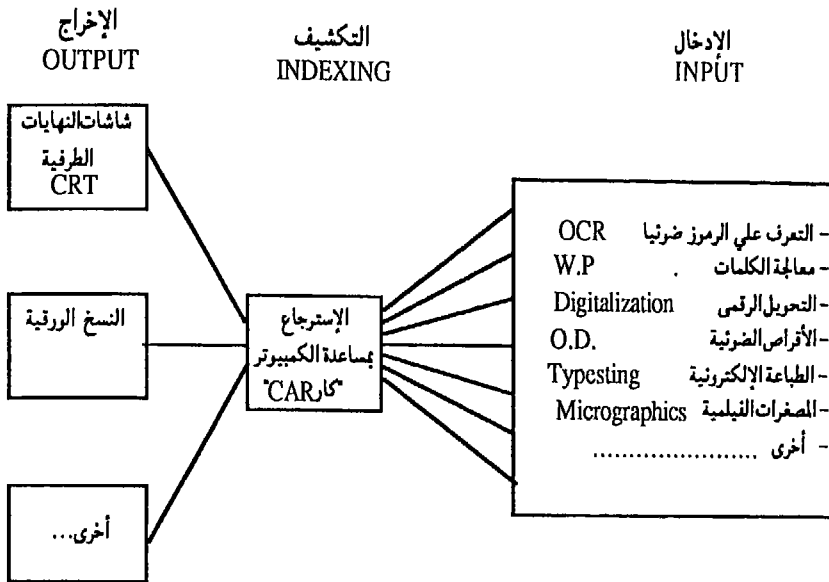 الإدخال
INPUT
التكشيف
INDEXING
الإخراج
OUTPUT
- التعرف علي الرموز ضوئيا OCR
- معالجة الكلمات . W.P
- التحويل الرقمى Digitalization
- الأقراص الضوئية O.D.
- الطباعة الإلكترونية Typesting
- المصغرات الفيلمية Micrographics
- أخرى ......................
الإسترجاع
بمساعدة الكمبيوتر
"كار CAR"
شاشات النهايات
الطرفية
CRT
النسخ الورقية
أخرى...